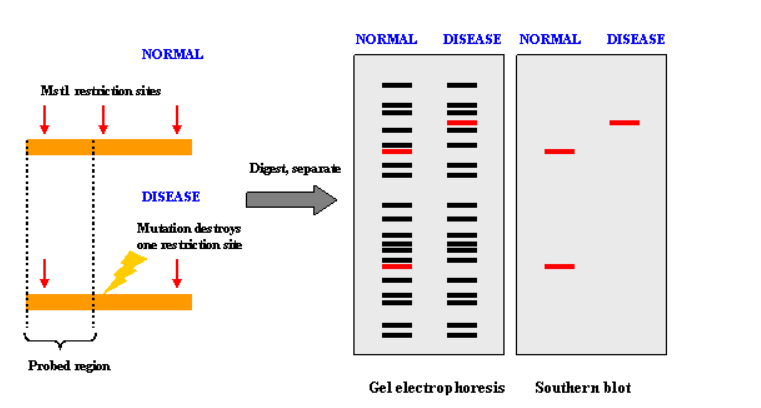 NORMAL
MstI restriction sites
DISEASE
Mutation destroys
one restriction site
Probed region
Digest, separate
NORMAL DISEASE
Gel electrophoresis
NORMAL DISEASE
Southern blot